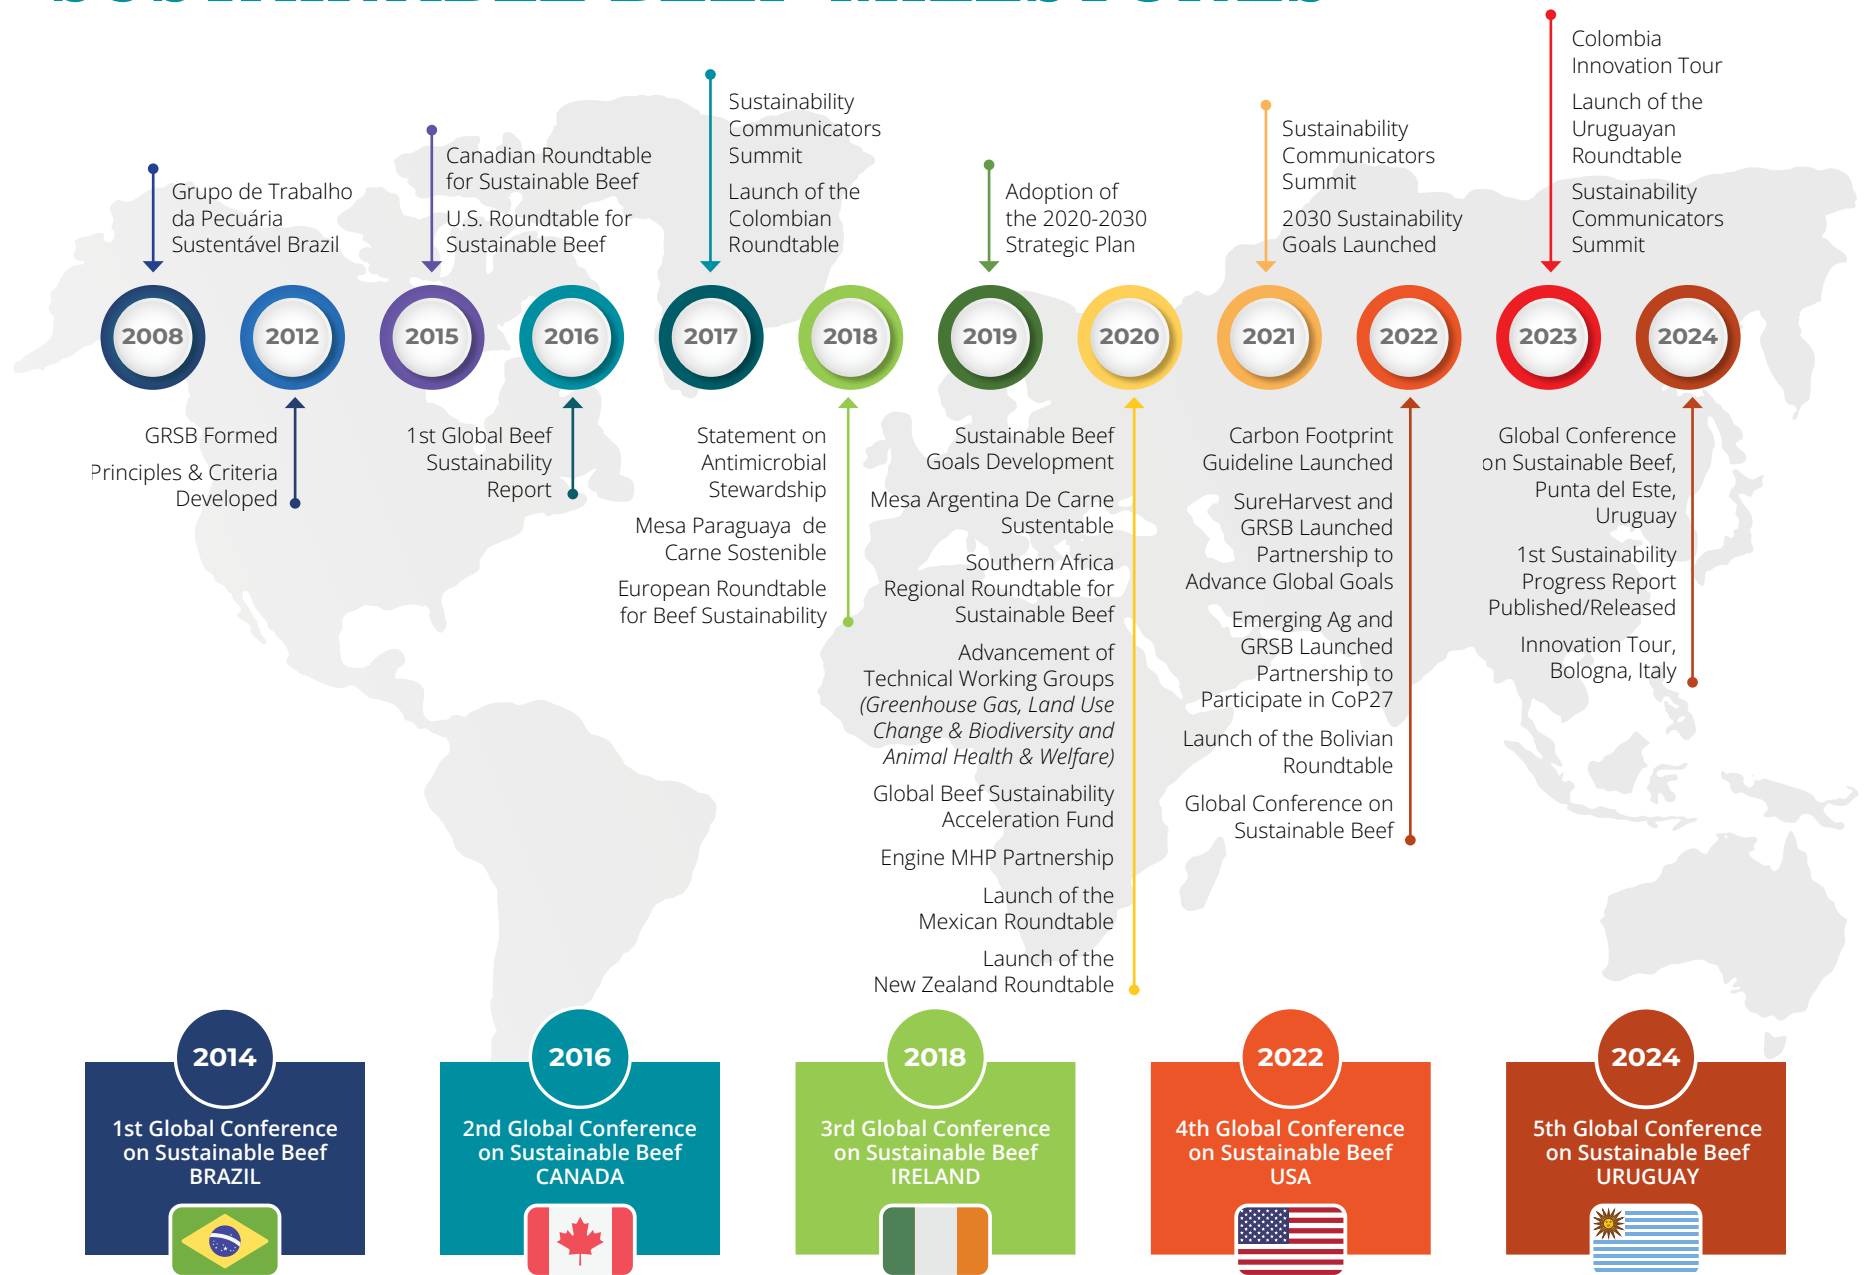 SUSTAINABLE BEEF MILESTONES
Grupo de Trabalho
da Pecuária
Sustentável Brazil
Canadian Roundtable
for Sustainable Beef
U.S. Roundtable for
Sustainable Beef
Sustainability
Communicators
Summit
Launch of the
Colombian
Roundtable
Adoption of
the 2020-2030
Strategic Plan
Sustainability
Communicators
Summit
2030 Sustainability
Goals Launched
Colombia
Innovation Tour
Launch of the
Uruguayan
Roundtable
Sustainability
Communicators
Summit
2008
2012
2015
2016
2017
2018
2019
2020
2021
2022
2023
2024
GRSB Formed
Principles & Criteria
Developed
1st Global Beef
Sustainability
Report
Statement on
Antimicrobial
Stewardship
Mesa Paraguaya de
Carne Sostenible
European Roundtable
for Beef Sustainability
Sustainable Beef
Goals Development
Mesa Argentina De Carne
Sustentable
Southern Africa
Regional Roundtable for
Sustainable Beef
Advancement of
Technical Working Groups
(Greenhouse Gas, Land Use
Change & Biodiversity and
Animal Health & Welfare)
Global Beef Sustainability
Acceleration Fund
Engine MHP Partnership
Launch of the
Mexican Roundtable
Launch of the
New Zealand Roundtable
Carbon Footprint
Guideline Launched
SureHarvest and
GRSB Launched
Partnership to
Advance Global Goals
Emerging Ag and
GRSB Launched
Partnership to
Participate in CoP27
Launch of the Bolivian
Roundtable
Global Conference on
Sustainable Beef
Global Conference
on Sustainable Beef,
Punta del Este,
Uruguay
1st Sustainability
Progress Report
Published/Released
Innovation Tour,
Bologna, Italy
2014
1st Global Conference
on Sustainable Beef
BRAZIL
2016
2nd Global Conference
on Sustainable Beef
CANADA
2018
3rd Global Conference
on Sustainable Beef
IRELAND
2022
4th Global Conference
on Sustainable Beef
USA
2024
5th Global Conference
on Sustainable Beef
URUGUAY